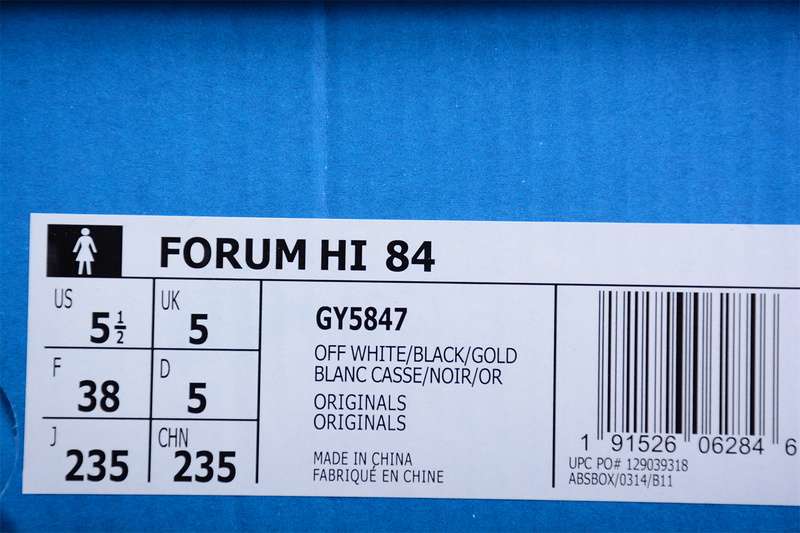 FORUM HI 84
US 5 1/2 UK 5
F 38 D 5
J 235 CHN 235
GY5847
OFF WHITE/BLACK/GOLD
BLANC CASSE/NOIR/OR
ORIGINALS
ORIGINALS
MADE IN CHINA
FABRIQUÉ EN CHINE
1 91526 06284 6
UPC PO# 129039318
ABSBOX/0314/B11